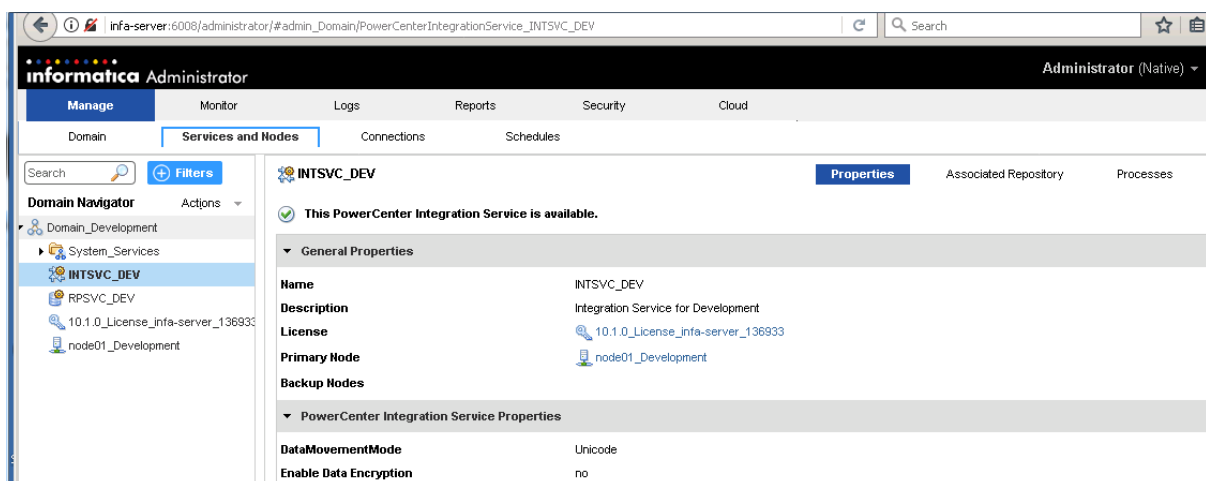 infa-server:6008/administrator/#admin_Domain/PowerCenterIntegrationService_INTSVC_DEV
Search
informatica Administrator
Administrator (Native)
Manage Monitor Logs Reports Security Cloud
Domain Services and Nodes Connections Schedules
Search Filters
INTSVC_DEV Properties Associated Repository Processes
Domain Navigator Actions
This PowerCenter Integration Service is available.
Domain_Development
System_Services
INTSVC_DEV
RPSVC_DEV
10.1.0_License_infa-server_136933
node01_Development
General Properties
Name INTSVC_DEV
Description Integration Service for Development
License 10.1.0_License_infa-server_136933
Primary Node node01_Development
Backup Nodes
PowerCenter Integration Service Properties
DataMovementMode Unicode
Enable Data Encryption no